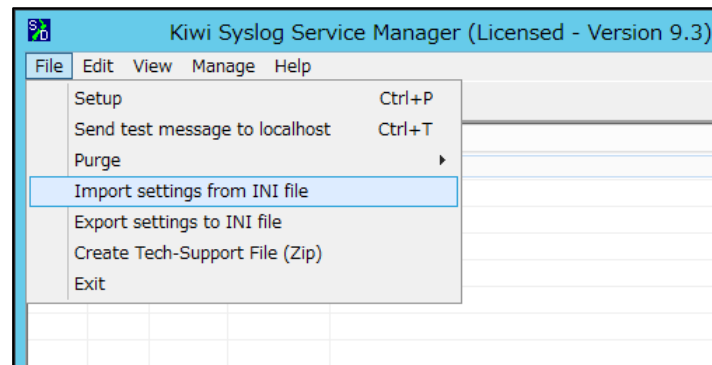 Kiwi Syslog Service Manager (Licensed - Version 9.3)
File Edit View Manage Help
Setup Ctrl+P
Send test message to localhost Ctrl+T
Purge
Import settings from INI file
Export settings to INI file
Create Tech-Support File (Zip)
Exit